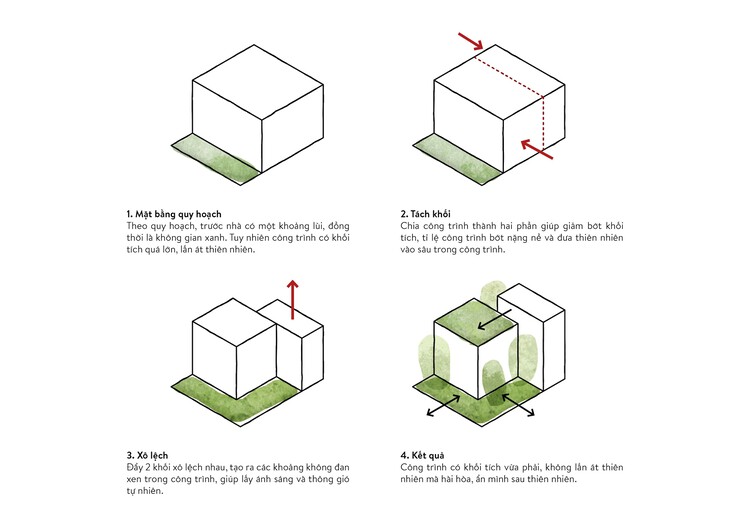 1. Mặt bằng quy hoạch
Theo quy hoạch, trước nhà có một khoảng lùi, đồng
thời là không gian xanh. Tuy nhiên công trình có khối
tích quá lớn, lấn át thiên nhiên.
2. Tách khối
Chia công trình thành hai phần giúp giảm bớt khối
tích, tỉ lệ công trình bớt nặng nề và đưa thiên nhiên
vào sâu trong công trình.
3. Xô lệch
Đẩy 2 khối xô lệch nhau, tạo ra các khoảng không đan
xen trong công trình, giúp lấy ánh sáng và thông gió
tự nhiên.
4. Kết quả
Công trình có khối tích vừa phải, không lấn át thiên
nhiên mà hài hòa, ẩn mình sau thiên nhiên.